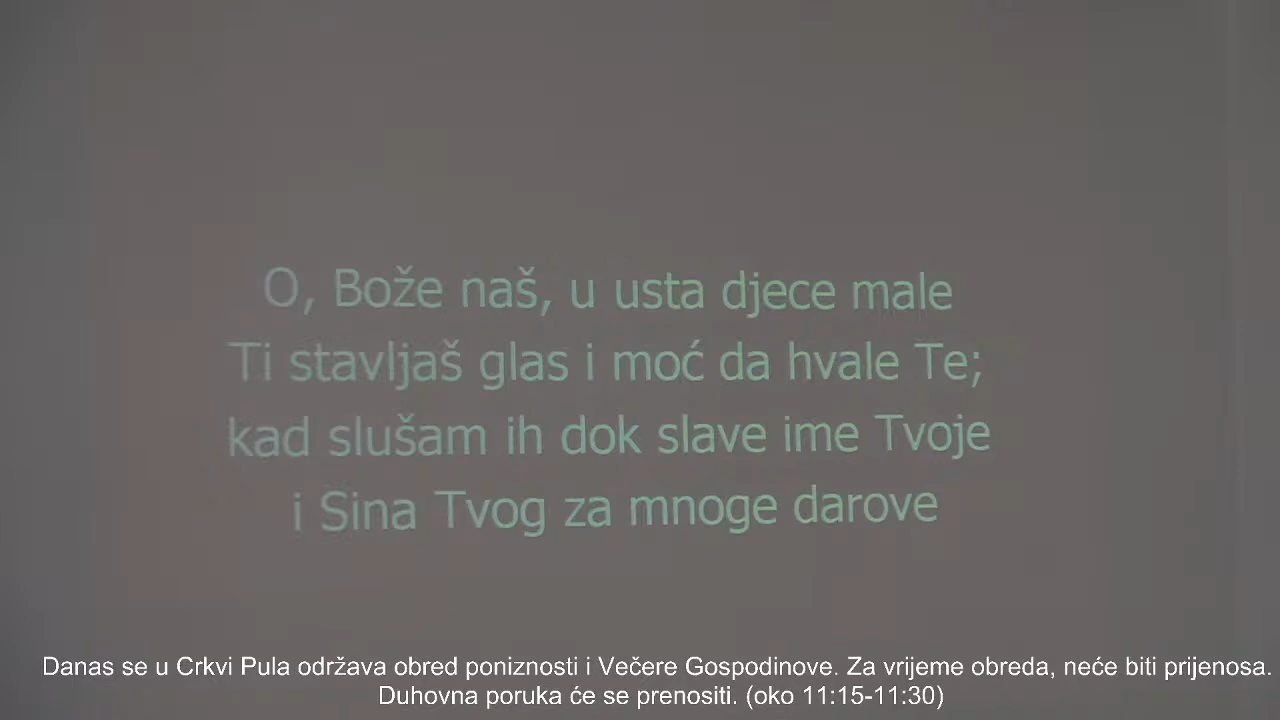 O, Bože naš, u usta djece male
Ti stavljaš glas i moć da hvale Te;
kad slušam ih dok slave ime Tvoje
i Sina Tvog za mnoge darove
Danas se u Crkvi Pula održava obred poniznosti i Večere Gospodinove. Za vrijeme obreda, neće biti prijenosa.
Duhovna poruka će se prenositi. (oko 11:15-11:30)